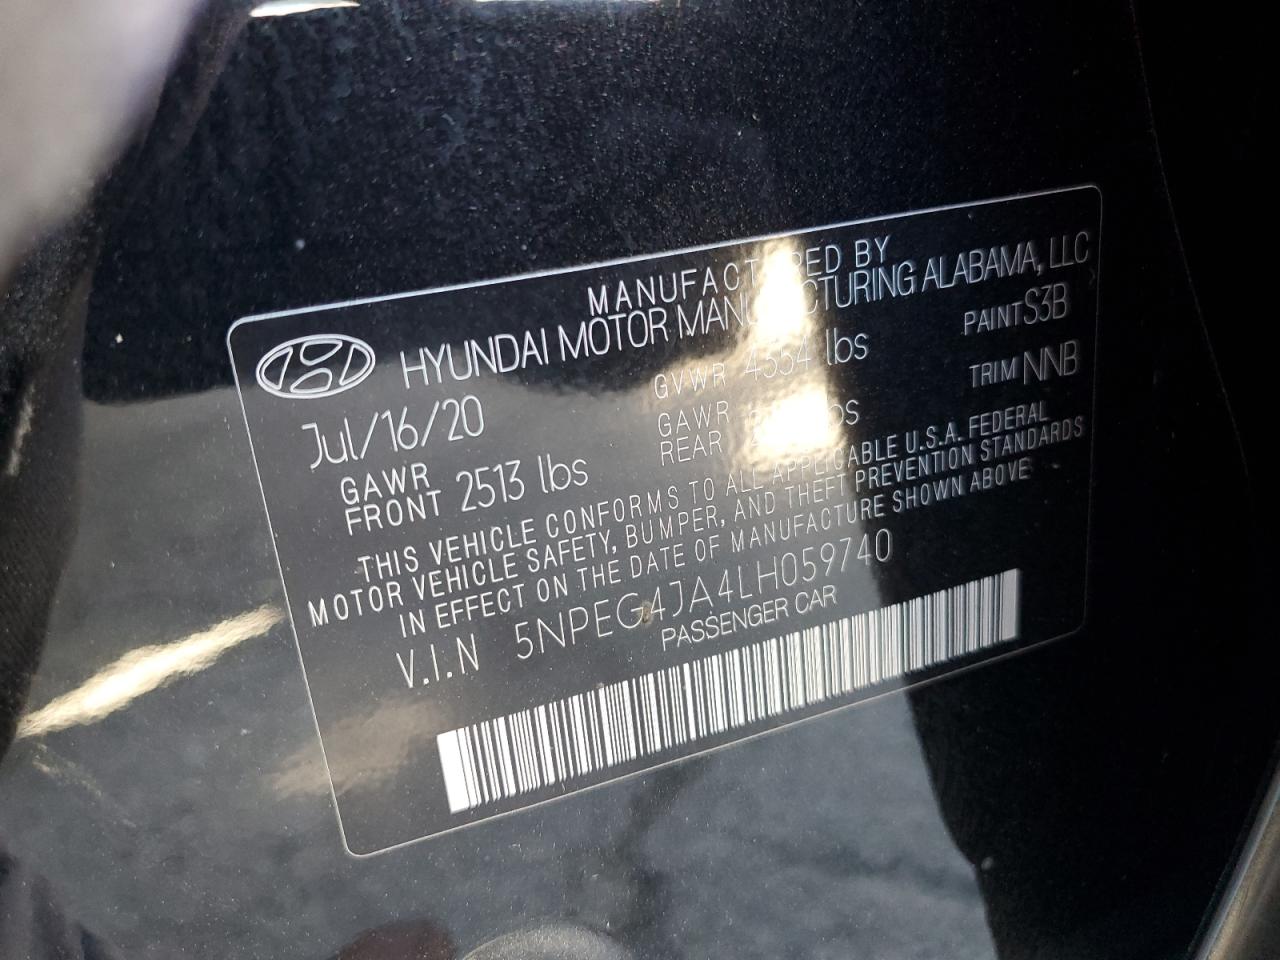 MANUFACTURED BY
HYUNDAI MOTOR MANUFACTURING ALABAMA, LLC
Jul/16/20 GVWR 4554 lbs PAINT S3B
GAWR FRONT 2513 lbs GAWR REAR lbs TRIM NNB
THIS VEHICLE CONFORMS TO ALL APPLICABLE U.S.A. FEDERAL
MOTOR VEHICLE SAFETY, BUMPER, AND THEFT PREVENTION STANDARDS
IN EFFECT ON THE DATE OF MANUFACTURE SHOWN ABOVE
V.I.N 5NPEG4JA4LH059740
PASSENGER CAR